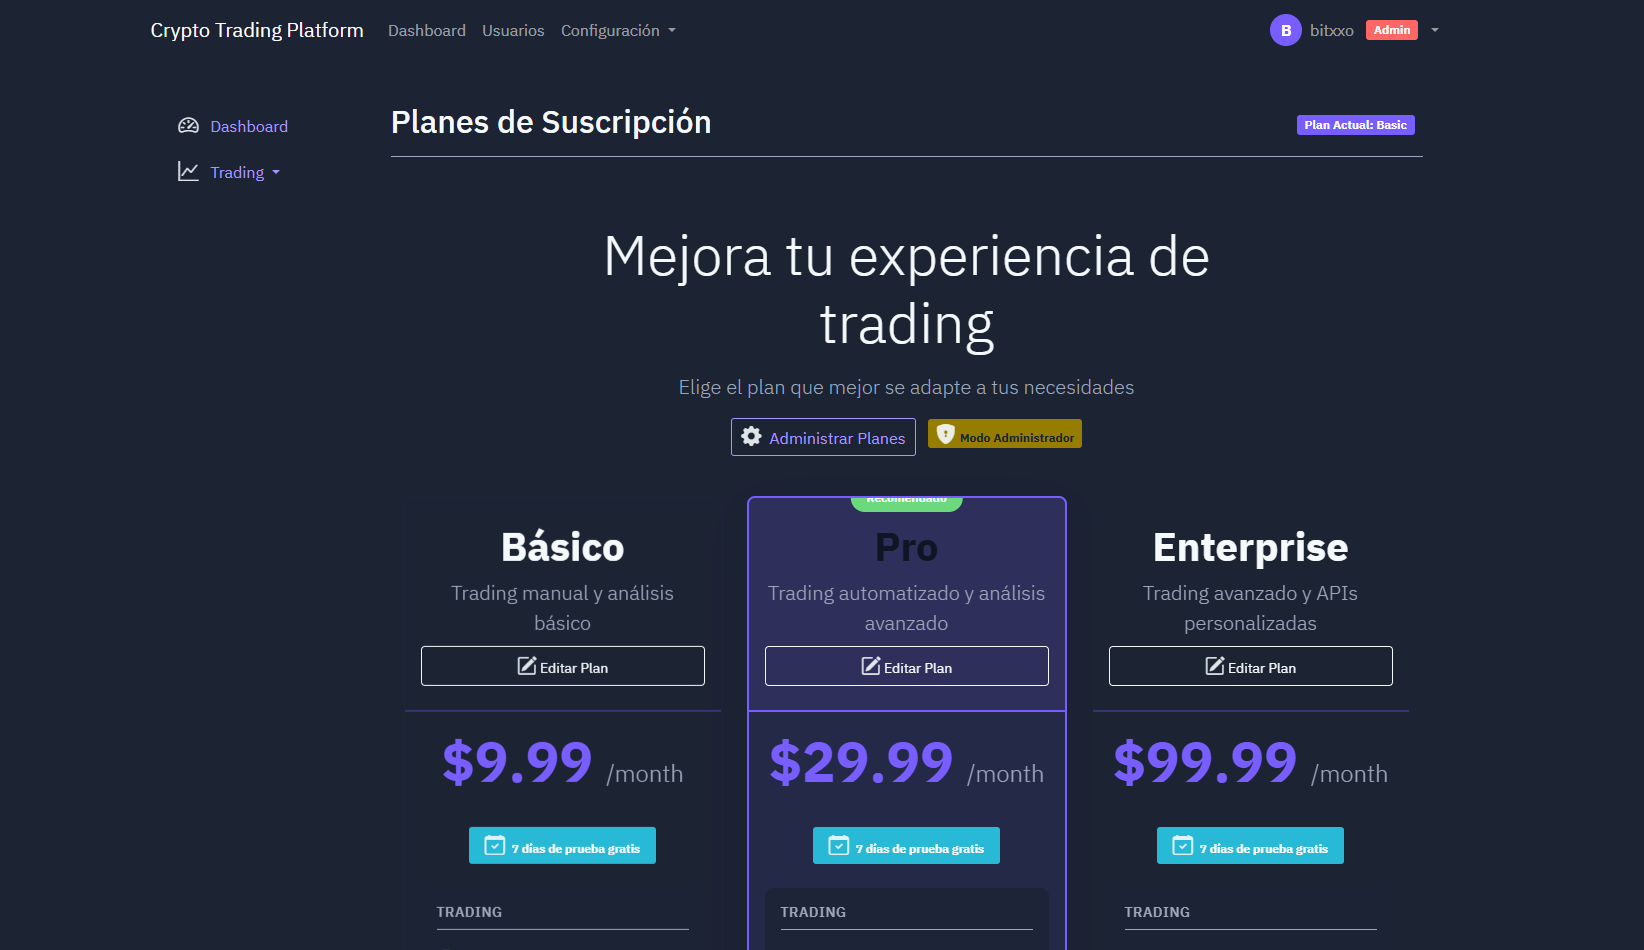 Crypto Trading Platform Dashboard Usuarios Configuración B bitxxo Admin
Dashboard
Trading
Planes de Suscripción Plan Actual: Basic
Mejora tu experiencia de
trading
Elige el plan que mejor se adapte a tus necesidades
Administrar Planes Modo Administrador
Básico
Trading manual y análisis
básico
Editar Plan
$9.99 /month
7 días de prueba gratis
TRADING
Recomendado
Pro
Trading automatizado y análisis
avanzado
Editar Plan
$29.99 /month
7 días de prueba gratis
TRADING
Enterprise
Trading avanzado y APIs
personalizadas
Editar Plan
$99.99 /month
7 días de prueba gratis
TRADING